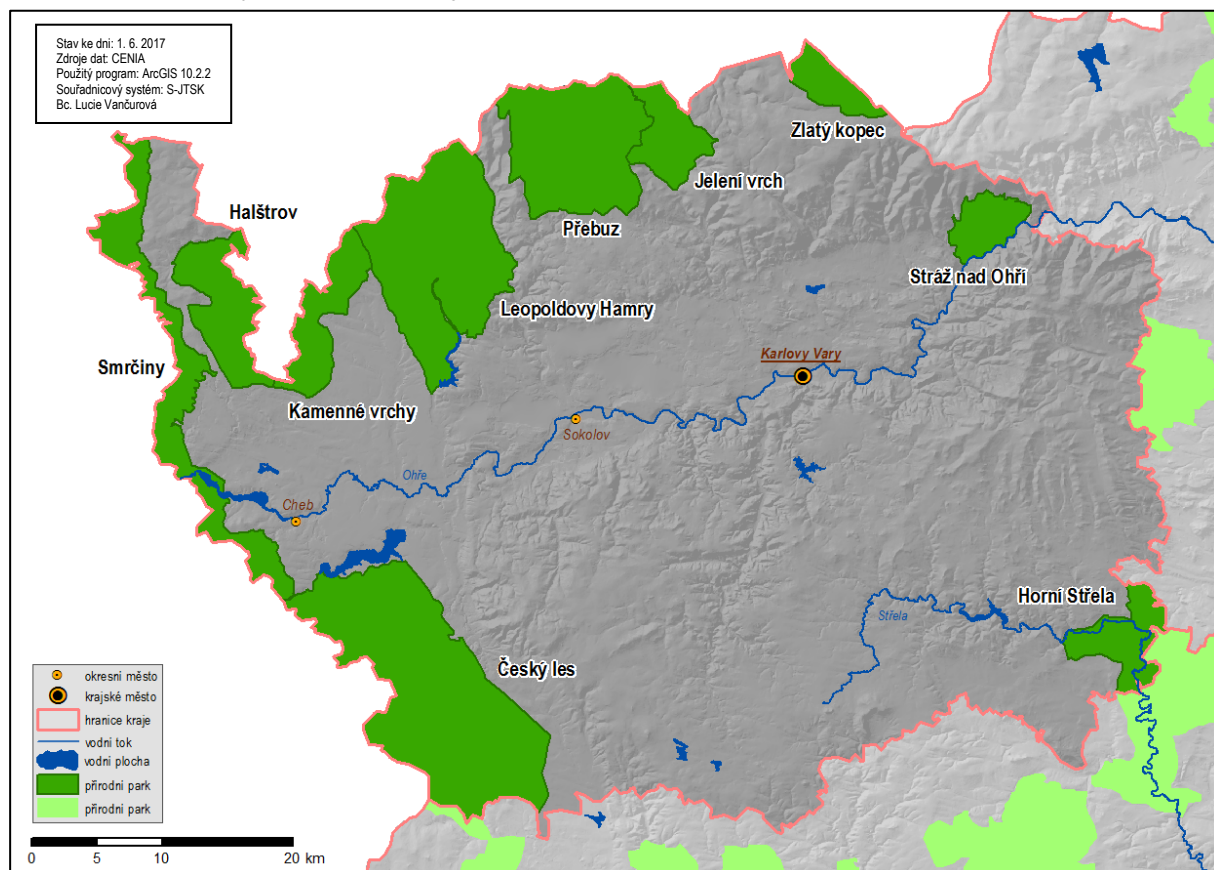 Stav ke dni: 1. 6. 2017
Zdroje dat: CENIA
Použitý program: ArcGIS 10.2.2
Souřadnicový systém: S-JTSK
Bc. Lucie Vančurová
Zlatý kopec
Jelení vrch
Halštrov
Přebuz
Stráž nad Ohří
Leopoldovy Hamry
Karlovy Vary
Smrčiny
Kamenné vrchy
Sokolov
Ohře
Cheb
Horní Střela
Střela
Český les
okresní město
krajské město
hranice kraje
vodní tok
vodní plocha
přírodní park
přírodní park
0 5 10 20 km